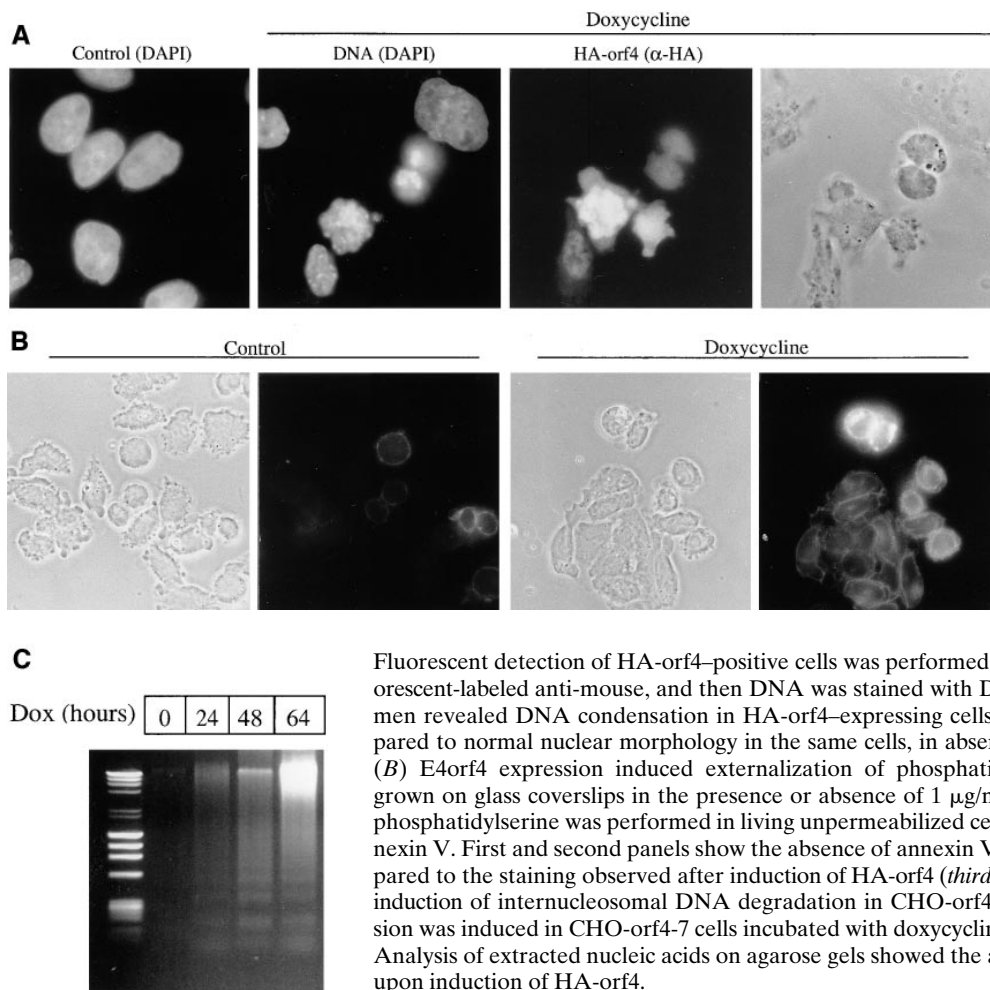 A
Doxycycline
Control (DAPI)
DNA (DAPI)
HA-orf4 (α-HA)
B
Control
Doxycycline
C
Dox (hours) 0 24 48 64
Fluorescent detection of HA-orf4–positive cells was performed
orescent-labeled anti-mouse, and then DNA was stained with D
men revealed DNA condensation in HA-orf4–expressing cells
pared to normal nuclear morphology in the same cells, in absen
(B) E4orf4 expression induced externalization of phosphati
grown on glass coverslips in the presence or absence of 1 μg/n
phosphatidylserine was performed in living unpermeabilized ce
nexin V. First and second panels show the absence of annexin V
pared to the staining observed after induction of HA-orf4 (third
induction of internucleosomal DNA degradation in CHO-orf4
sion was induced in CHO-orf4-7 cells incubated with doxycyclin
Analysis of extracted nucleic acids on agarose gels showed the a
upon induction of HA-orf4.